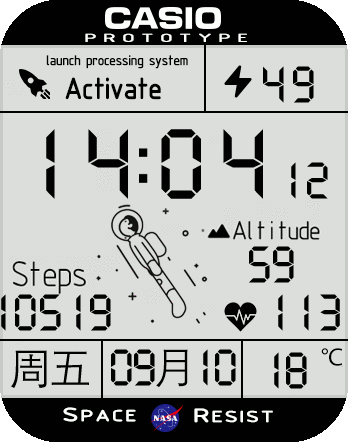 CASIO
PROTOTYPE
launch processing system
Activate
49
14:04 12
Altitude
59
Steps
10519
113
周五
09月10
18 °C
SPACE NASA RESIST